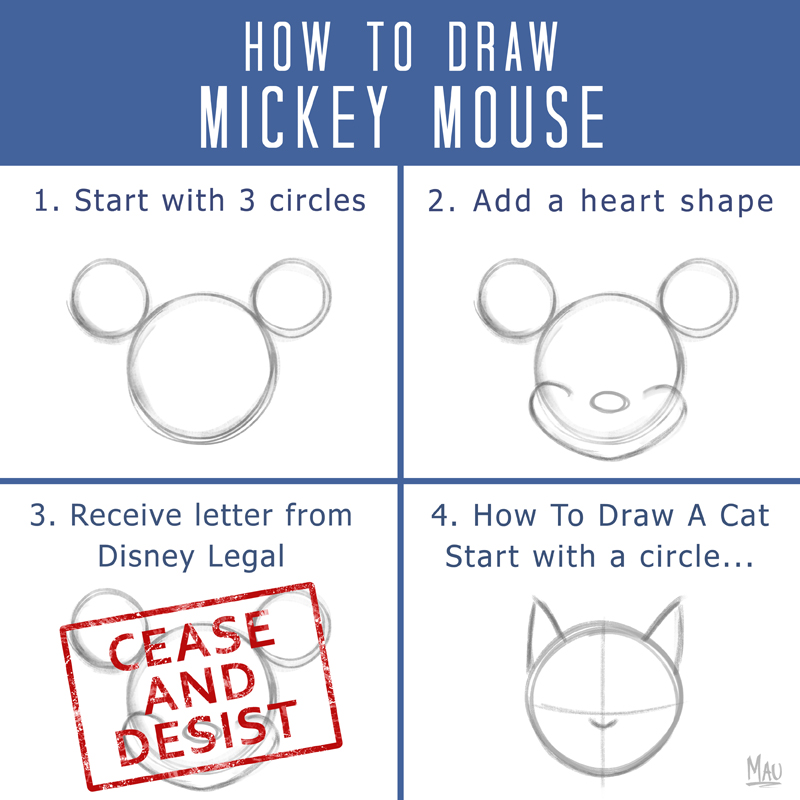 HOW TO DRAW
MICKEY MOUSE
1. Start with 3 circles
2. Add a heart shape
3. Receive letter from
Disney Legal
CEASE
AND
DESIST
4. How To Draw A Cat
Start with a circle...
MAU